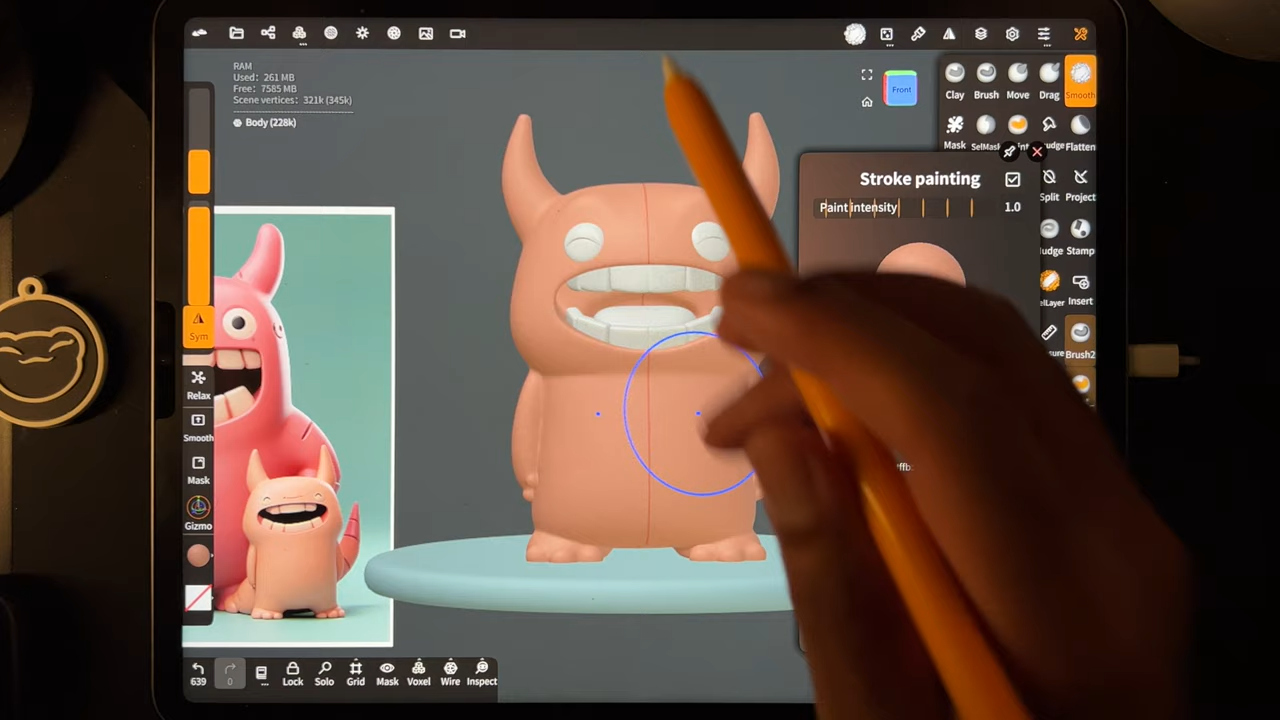 RAM
Used: 261 MB
Free: 7585 MB
Scene vertices: 321k (345k)
Body (228k)
Front
Clay Brush Move Drag Smooth
Mask SelMask Flatten
Stroke painting
Paint intensity 1.0
Split Project
Stamp
Insert
Brush2
Sym
Relax
Smooth
Mask
Gizmo
639 0 Lock Solo Grid Mask Voxel Wire Inspect